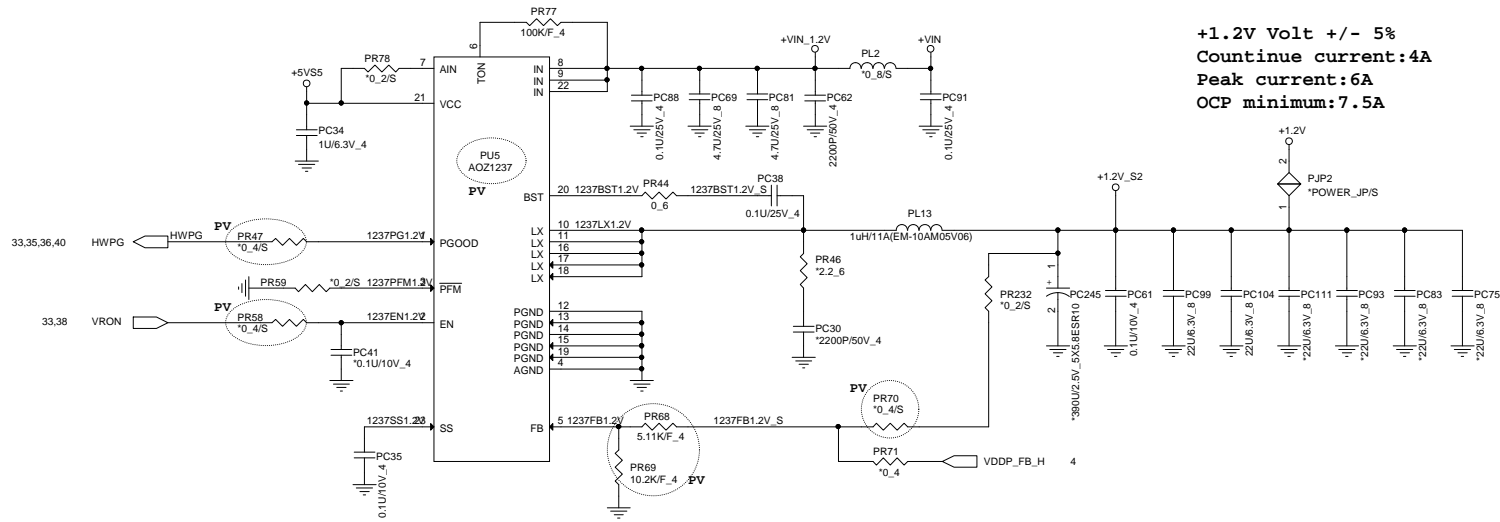 +1.2V Volt +/- 5%
Countinue current:4A
Peak current:6A
OCP minimum:7.5A
PR77
100K/F_4
+5VS5
PR78
*0_2/S
7
AIN
6
TON
21
VCC
PC34
1U/6.3V_4
PU5
AOZ1237
PV
IN
8
IN
9
IN
22
+VIN_1.2V
PL2
*0_8/S
+VIN
PC88
0.1U/25V_4
PC69
4.7U/25V_8
PC81
4.7U/25V_8
PC62
2200P/50V_4
PC91
0.1U/25V_4
BST
20
1237BST1.2V
PR44
0_6
1237BST1.2V_S
PC38
0.1U/25V_4
LX
10
1237LX1.2V
LX
11
LX
16
LX
17
LX
18
PL13
1uH/11A(EM-10AM05V06)
+1.2V_S2
+1.2V
2
PJP2
*POWER_JP/S
1
33,35,36,40
HWPG
HWPG
PV
PR47
*0_4/S
1237PG1.2V
1
PGOOD
PR59
*0_2/S
1237PFM1.2V
3
PFM
33,38
VRON
PV
PR58
*0_4/S
1237EN1.2V
2
EN
PC41
*0.1U/10V_4
PGND
12
PGND
13
PGND
14
PGND
15
PGND
19
AGND
4
PR46
*2.2_6
PC30
*2200P/50V_4
PR232
*0_2/S
1
+
2
PC245
*390U/2.5V_5X5.8ESR10
PC61
0.1U/10V_4
PC99
22U/6.3V_8
PC104
22U/6.3V_8
PC111
*22U/6.3V_8
PC93
*22U/6.3V_8
PC83
*22U/6.3V_8
PC75
*22U/6.3V_8
1237SS1.2V
23
SS
PC35
0.1U/10V_4
FB
5
1237FB1.2V
PR68
5.11K/F_4
1237FB1.2V_S
PR69
10.2K/F_4
PV
PV
PR70
*0_4/S
PR71
*0_4
VDDP_FB_H
4